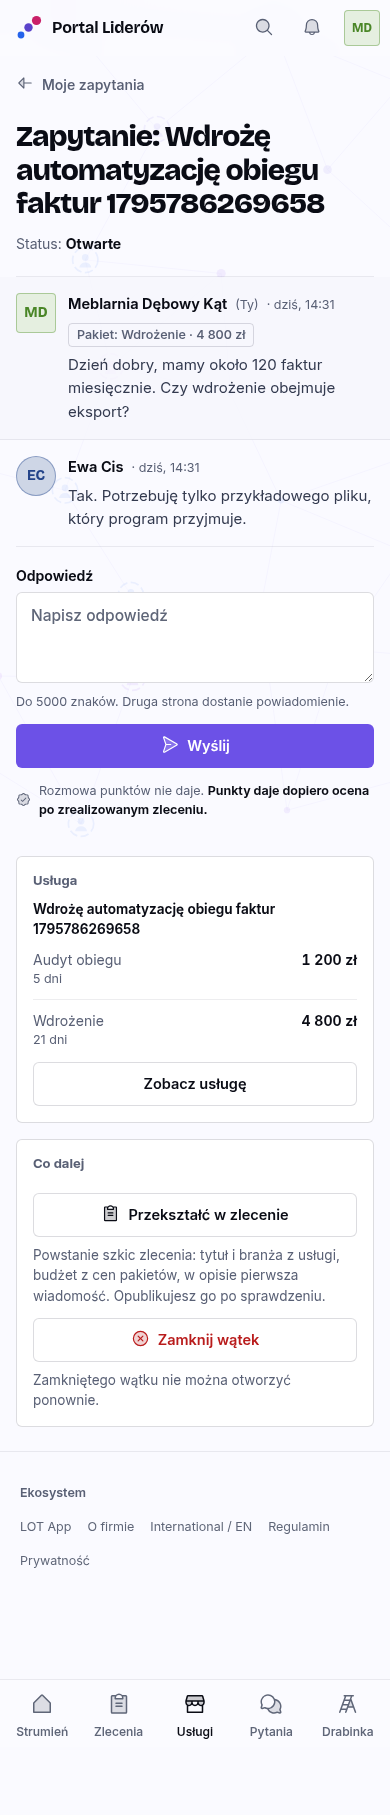 Portal Liderów
MD
Moje zapytania
Zapytanie: Wdrożę
automatyzację obiegu
faktur 1795786269658
Status: Otwarte
MD
Meblarnia Dębowy Kąt (Ty) · dziś, 14:31
Pakiet: Wdrożenie · 4 800 zł
Dzień dobry, mamy około 120 faktur
miesięcznie. Czy wdrożenie obejmuje
eksport?
EC
Ewa Cis · dziś, 14:31
Tak. Potrzebuję tylko przykładowego pliku,
który program przyjmuje.
Odpowiedź
Napisz odpowiedź
Do 5000 znaków. Druga strona dostanie powiadomienie.
Wyślij
Rozmowa punktów nie daje. Punkty daje dopiero ocena
po zrealizowanym zleceniu.
Usługa
Wdrożę automatyzację obiegu faktur
1795786269658
Audyt obiegu 1 200 zł
5 dni
Wdrożenie 4 800 zł
21 dni
Zobacz usługę
Co dalej
Przekształć w zlecenie
Powstanie szkic zlecenia: tytuł i branża z usługi,
budżet z cen pakietów, w opisie pierwsza
wiadomość. Opublikujesz go po sprawdzeniu.
Zamknij wątek
Zamkniętego wątku nie można otworzyć
ponownie.
Ekosystem
LOT App O firmie International / EN Regulamin
Prywatność
Strumień Zlecenia Usługi Pytania Drabinka